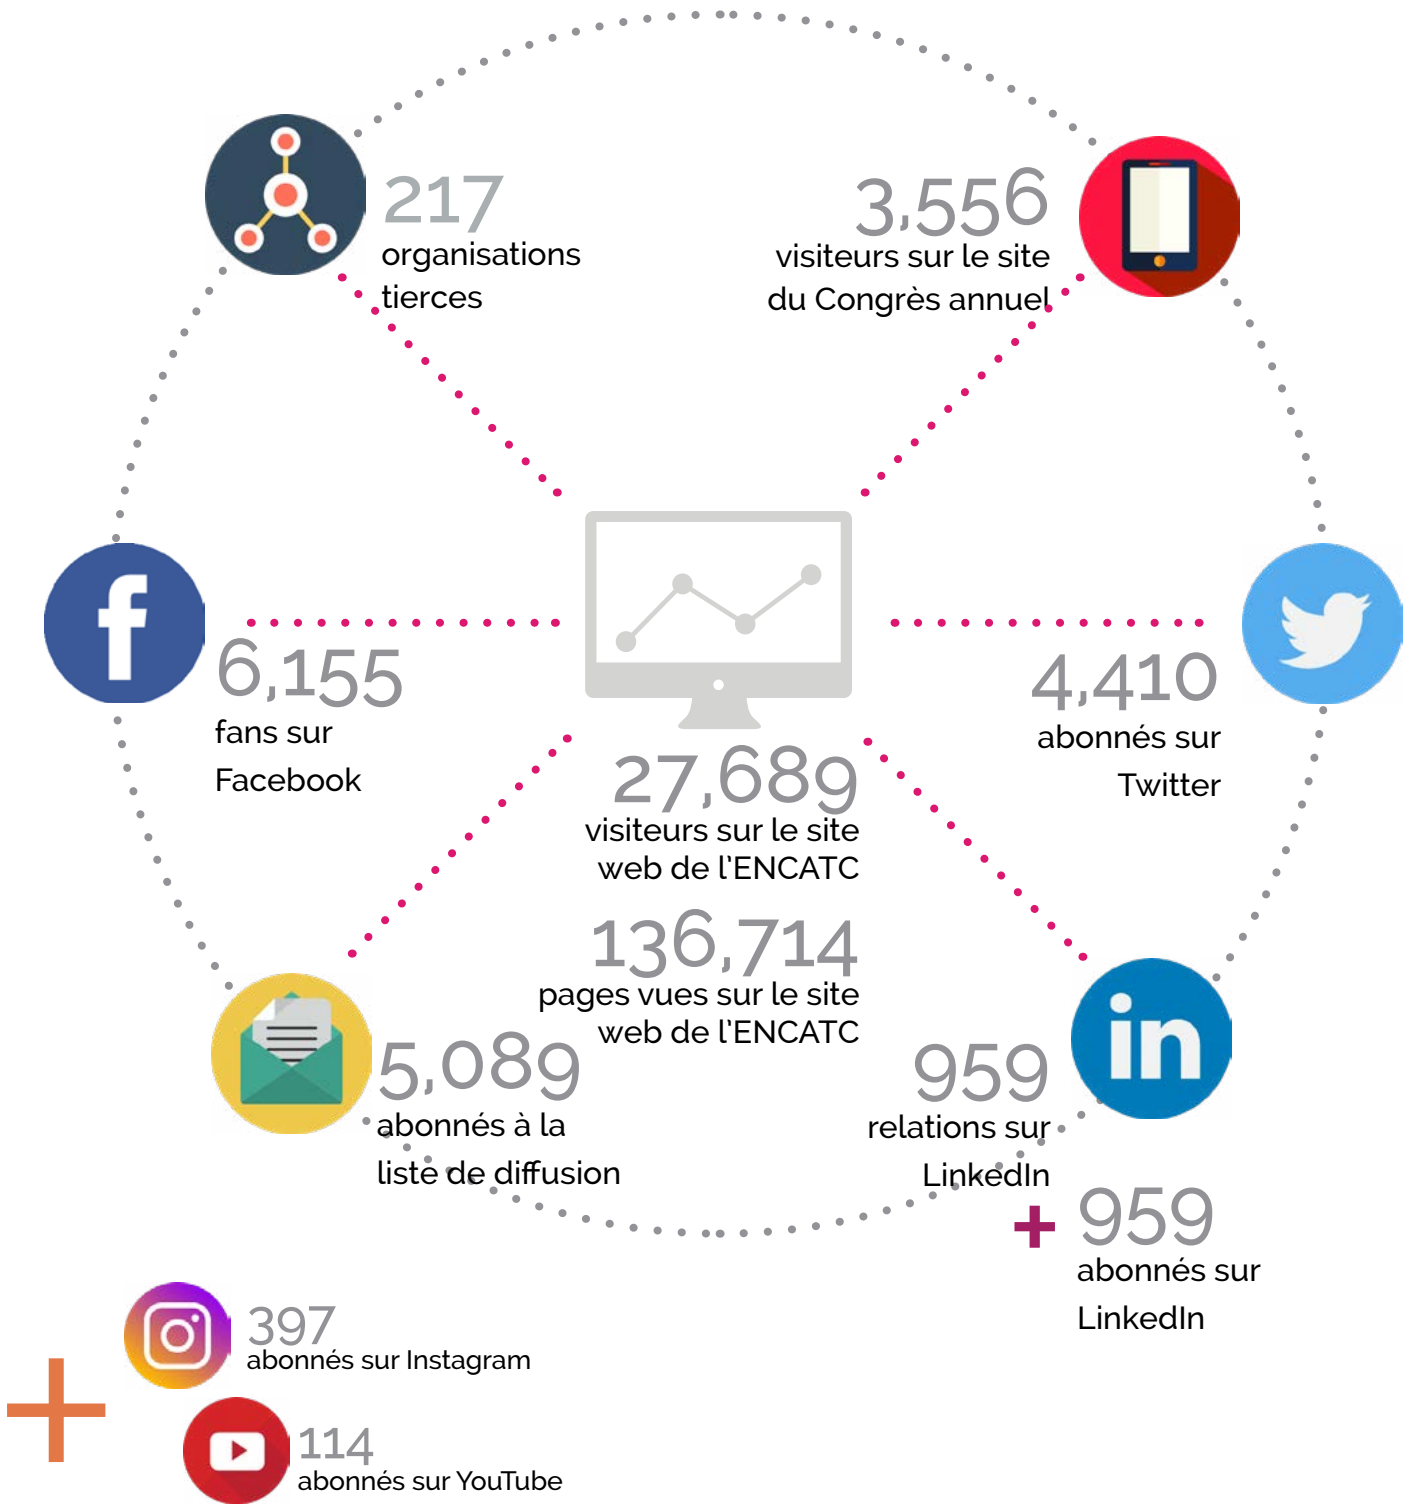 217
organisations
tierces
3,556
visiteurs sur le site
du Congrès annuel
6,155
fans sur
Facebook
4,410
abonnés sur
Twitter
27,689
visiteurs sur le site
web de l'ENCATC
136,714
pages vues sur le site
web de l'ENCATC
5,089
abonnés à la
liste de diffusion
in
959
relations sur
LinkedIn
+ 959
abonnés sur
LinkedIn
+
397
abonnés sur Instagram
114
abonnés sur YouTube